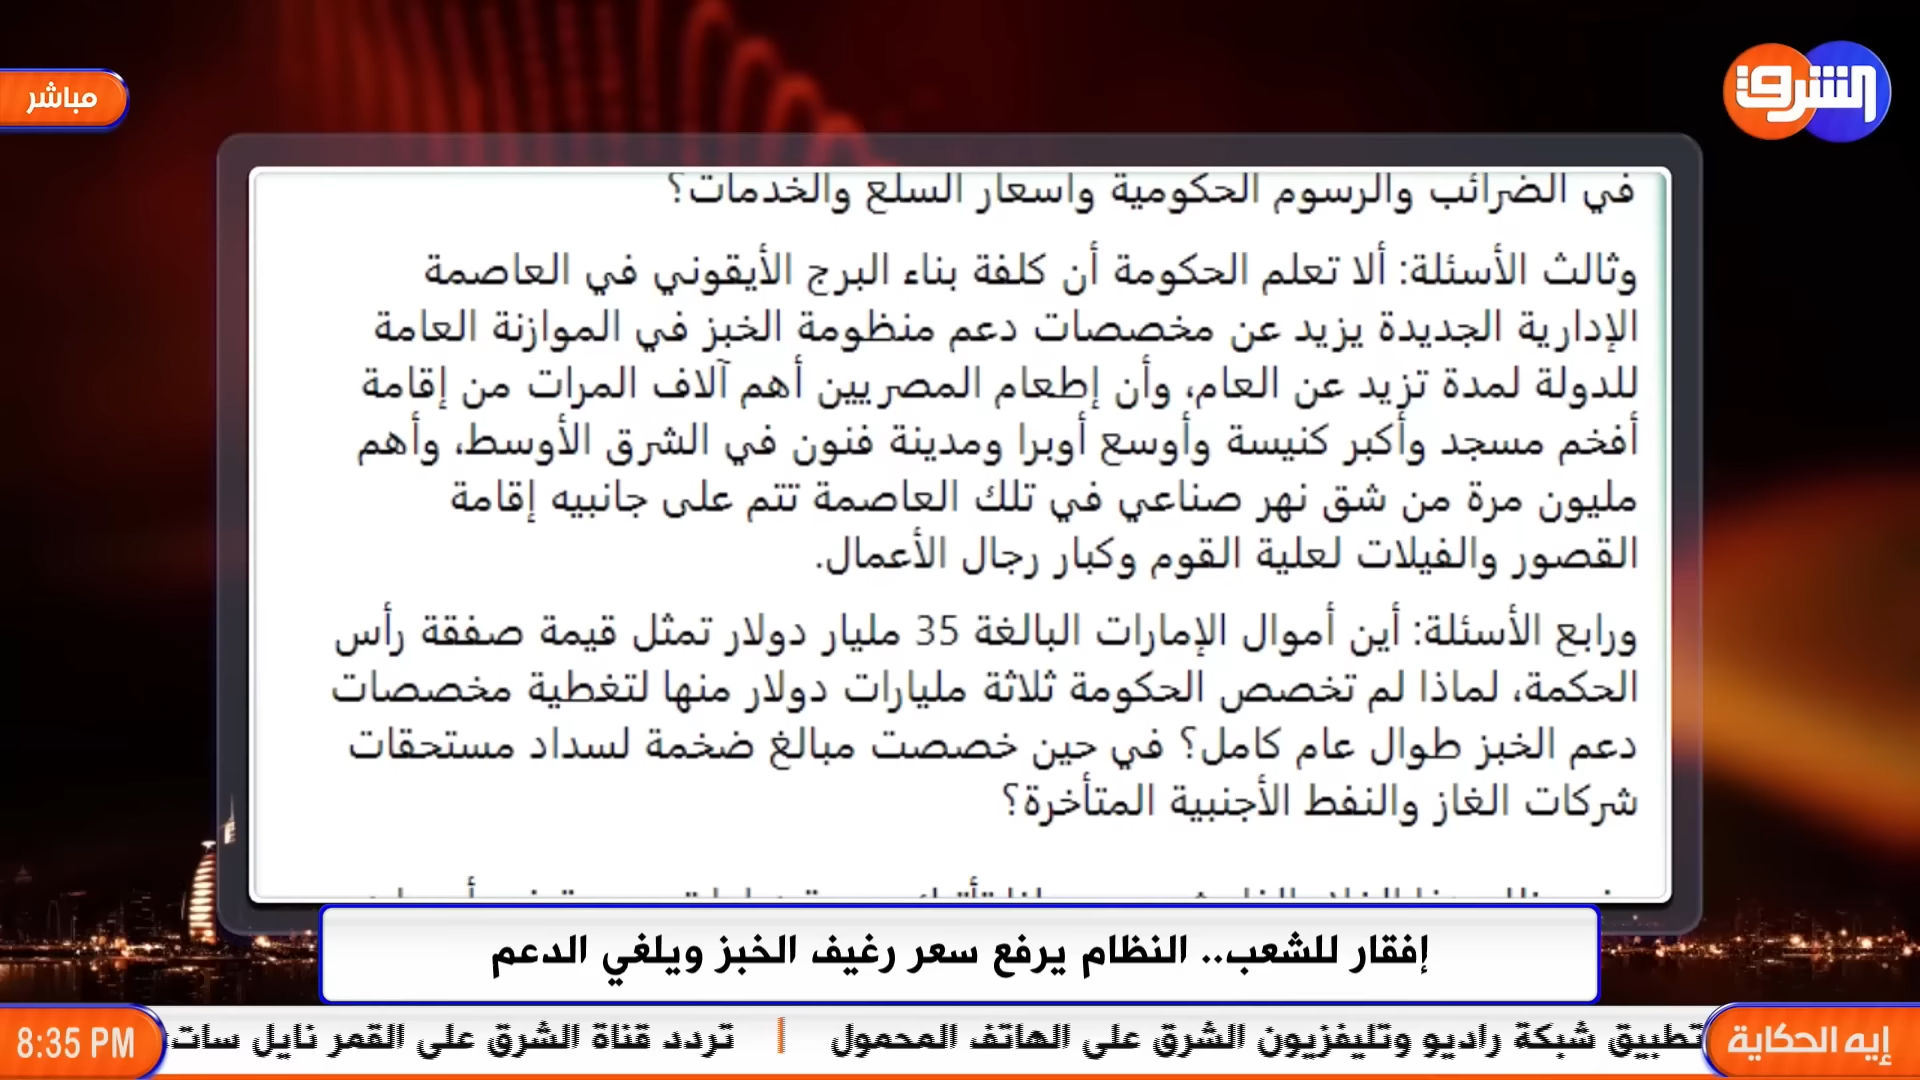 الشرق
مباشر
في الضرائب والرسوم الحكومية واسعار السلع والخدمات؟
وثالث الأسئلة: ألا تعلم الحكومة أن كلفة بناء البرج الأيقوني في العاصمة
الإدارية الجديدة يزيد عن مخصصات دعم منظومة الخبز في الموازنة العامة
للدولة لمدة تزيد عن العام، وأن إطعام المصريين أهم آلاف المرات من إقامة
أفخم مسجد وأكبر كنيسة وأوسع أوبرا ومدينة فنون في الشرق الأوسط، وأهم
مليون مرة من شق نهر صناعي في تلك العاصمة تتم على جانبيه إقامة
القصور والفيلات لعلية القوم وكبار رجال الأعمال.
ورابع الأسئلة: أين أموال الإمارات البالغة 35 مليار دولار تمثل قيمة صفقة رأس
الحكمة، لماذا لم تخصص الحكومة ثلاثة مليارات دولار منها لتغطية مخصصات
دعم الخبز طوال عام كامل؟ في حين خصصت مبالغ ضخمة لسداد مستحقات
شركات الغاز والنفط الأجنبية المتأخرة؟
إفقار للشعب.. النظام يرفع سعر رغيف الخبز ويلغي الدعم
إيه الحكاية
تطبيق شبكة راديو وتليفزيون الشرق على الهاتف المحمول | تردد قناة الشرق على القمر نايل سات:
8:35 PM